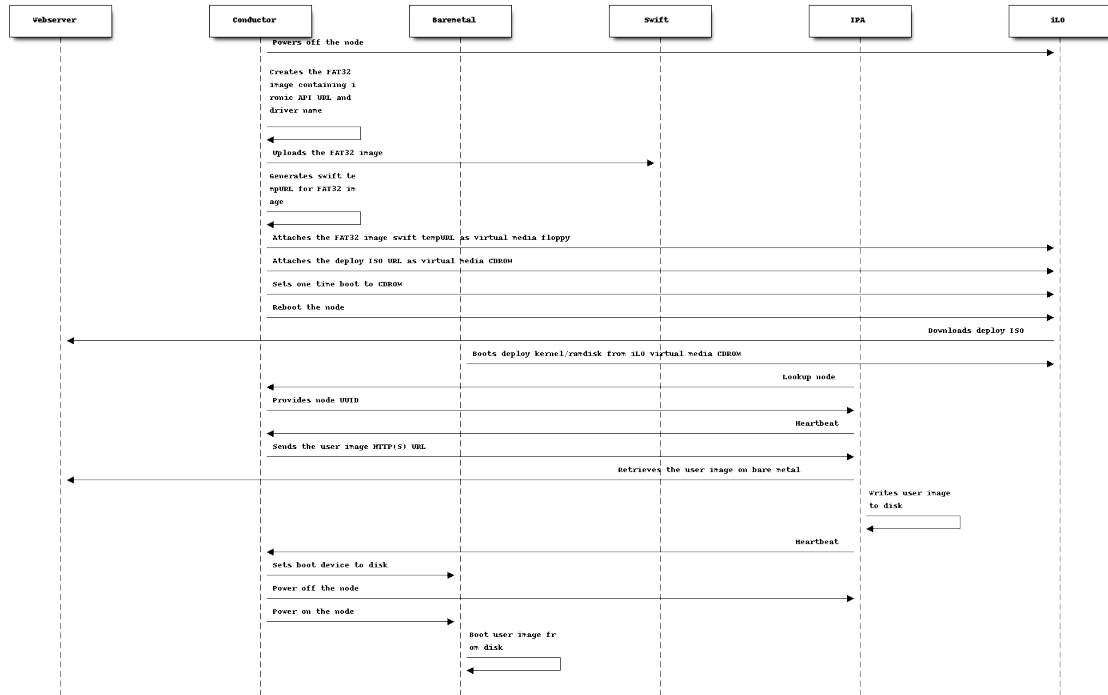 Webserver
Conductor
Baremetal
Swift
IPA
iLO
Powers off the node
Creates the FAT32
image containing i
ronic API URL and
driver name
Uploads the FAT32 image
Generates swift te
mpURL for FAT32 im
age
Attaches the FAT32 image swift tempURL as virtual media floppy
Attaches the deploy ISO URL as virtual media CDROM
Sets one time boot to CDROM
Reboot the node
Downloads deploy ISO
Boots deploy kernel/ramdisk from iLO virtual media CDROM
Lookup node
Provides node UUID
Heartbeat
Sends the user image HTTP(S) URL
Retrieves the user image on bare metal
Writes user image
to disk
Heartbeat
Sets boot device to disk
Power off the node
Power on the node
Boot user image fr
om disk